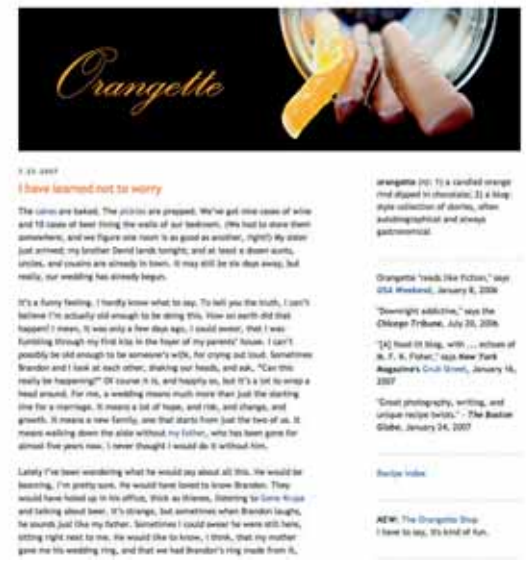 Orangette
7.23.2007
I have learned not to worry
The cakes are baked. The pickles are prepped. We've got nine cases of wine
and 10 cases of beer lining the walls of our bedroom. (We had to store them
somewhere, and we figure one room is as good as another, right?) My sister
just arrived; my brother David lands tonight; and at least a dozen aunts,
uncles, and cousins are already in town. It may still be six days away, but
really, our wedding has already begun.
It's a funny feeling. I hardly know what to say. To tell you the truth, I can't
believe I'm actually old enough to be doing this. How on earth did that
happen? I mean, it was only a few days ago, I could swear, that I was
fumbling through my first kiss in the foyer of my parents' house. I can't
possibly be old enough to be someone's wife, for crying out loud. Sometimes
Brandon and I look at each other, shaking our heads, and ask, "Can this
really be happening?" Of course it is, and happily so, but it's a lot to wrap a
head around. For me, a wedding means much more than just the starting
line for a marriage. It means a lot of hope, and risk, and change, and
growth. It means a new family, one that starts from just the two of us. It
means walking down the aisle without my father, who has been gone for
almost five years now. I never thought I would do it without him.
Lately I've been wondering what he would say about all this. He would be
beaming, I'm pretty sure. He would have loved to know Brandon. They
would have holed up in his office, thick as thieves, listening to Gene Krupa
and talking about beer. It's strange, but sometimes when Brandon laughs,
he sounds just like my father. Sometimes I could swear he were still here,
sitting right next to me. He would like to know, I think, that my mother
gave me his wedding ring, and that we had Brandon's ring made from it.
orangette (n): 1) a candied orange
rind dipped in chocolate; 2) a blog-
style collection of stories, often
autobiographical and always
gastronomical
Orangette "reads like fiction," says
USA Weekend, January 8, 2006
"Downright addictive," says the
Chicago Tribune, July 20, 2006
"[A] food lit blog, with ... echoes of
M. F. K. Fisher," says New York
Magazine's Grub Street, January 16,
2007
"Great photography, writing, and
unique recipe twists." - The Boston
Globe, January 24, 2007
Recipe Index
NEW: The Orangette Shop
I have to say, it's kind of fun.